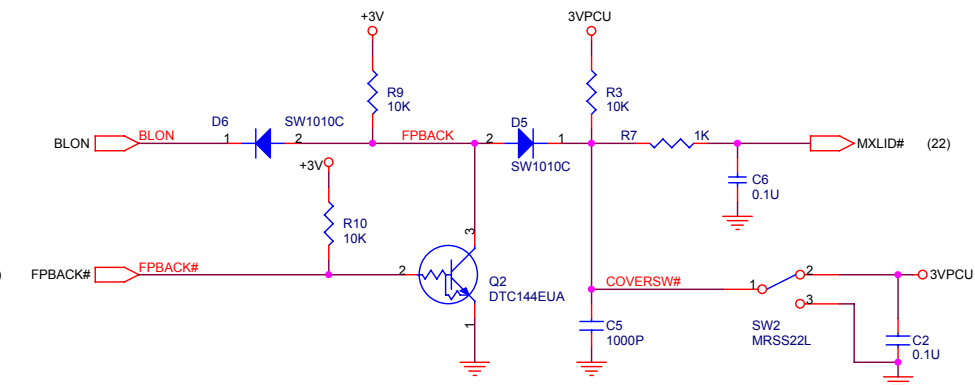 +3V
3VPCU
R9
10K
R3
10K
D6
SW1010C
D5
R7
1K
BLON
BLON
1
2
FPBACK
2
1
MXLID#
(22)
SW1010C
+3V
C6
0.1U
R10
10K
3
FPBACK#
FPBACK#
2
Q2
DTC144EUA
COVERSW#
1
2
3VPCU
3
1
C5
1000P
SW2
MRSS22L
C2
0.1U
)